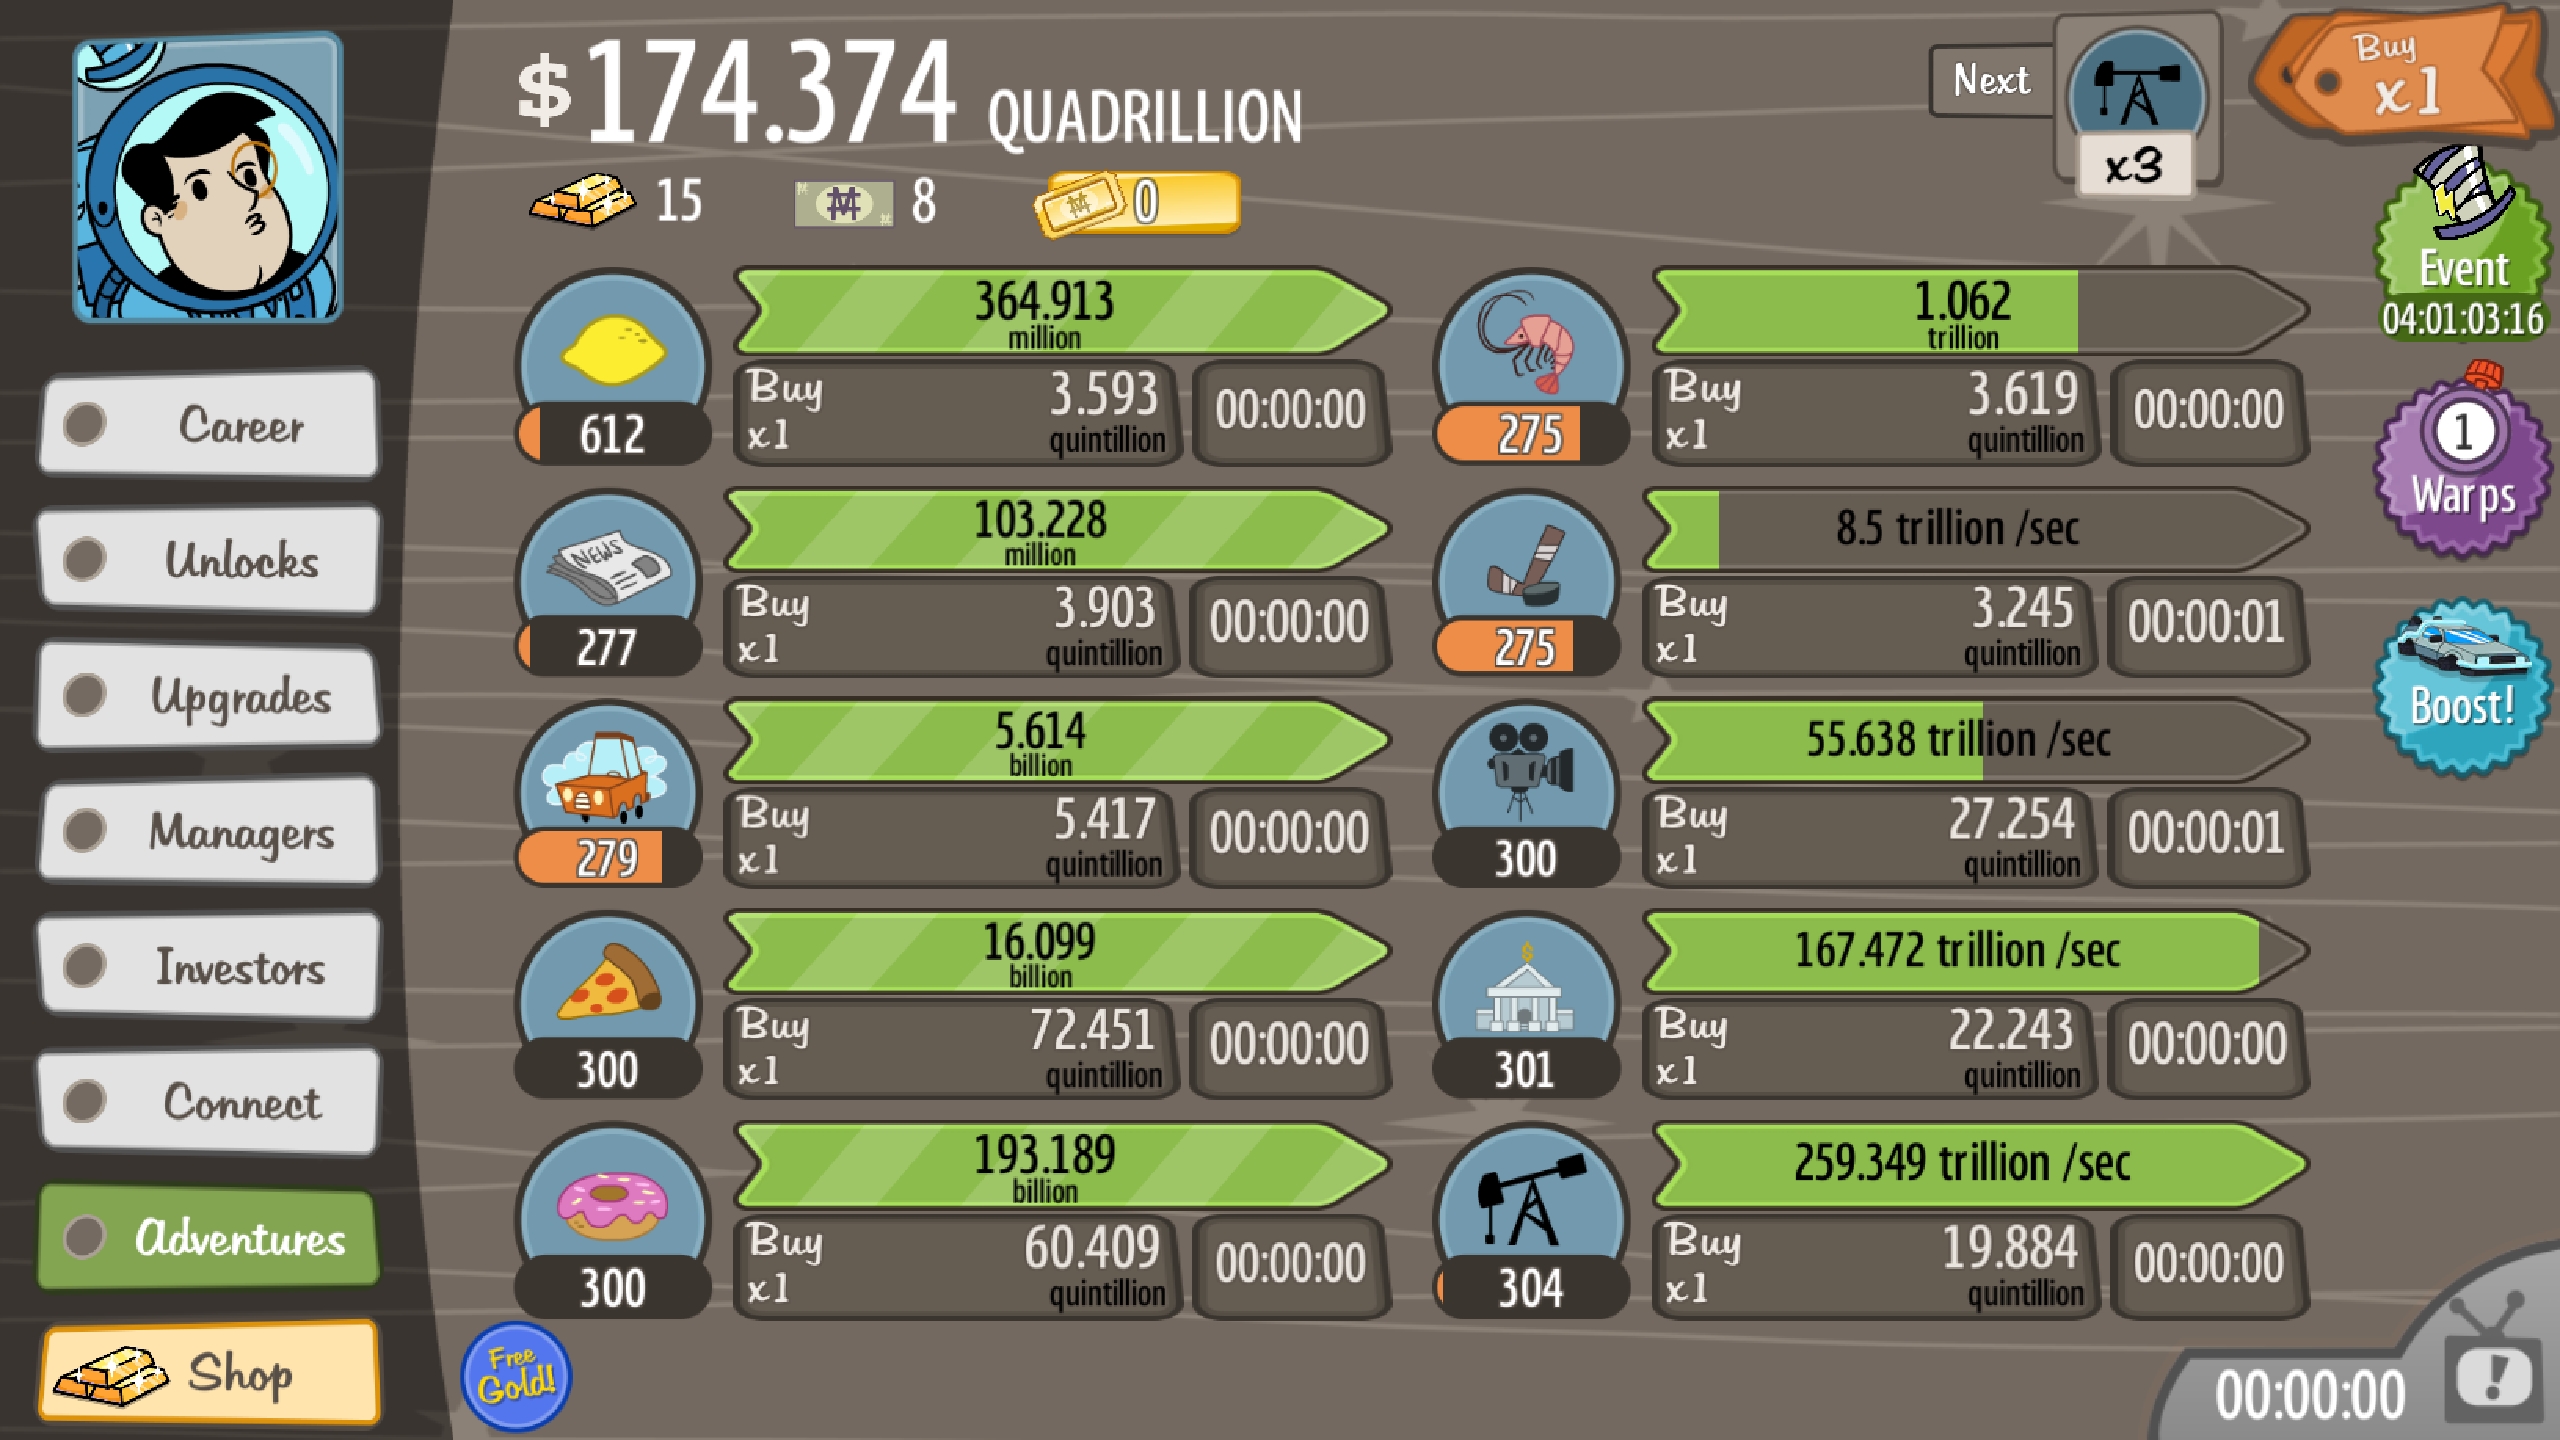 $174.374 QUADRILLION
Next
x3
Buy
x1
15
8
0
Event
04:01:03:16
1
Warps
Boost!
Career
Unlocks
Upgrades
Managers
Investors
Connect
Adventures
Shop
364.913
million
612
Buy
x1
3.593
quintillion
00:00:00
1.062
trillion
275
Buy
x1
3.619
quintillion
00:00:00
NEWS
103.228
million
277
Buy
x1
3.903
quintillion
00:00:00
8.5 trillion /sec
275
Buy
x1
3.245
quintillion
00:00:01
5.614
billion
279
Buy
x1
5.417
quintillion
00:00:00
55.638 trillion /sec
300
Buy
x1
27.254
quintillion
00:00:01
16.099
billion
300
Buy
x1
72.451
quintillion
00:00:00
167.472 trillion /sec
301
Buy
x1
22.243
quintillion
00:00:00
193.189
billion
300
Buy
x1
60.409
quintillion
00:00:00
259.349 trillion /sec
304
Buy
x1
19.884
quintillion
00:00:00
Free
Gold!
00:00:00
!